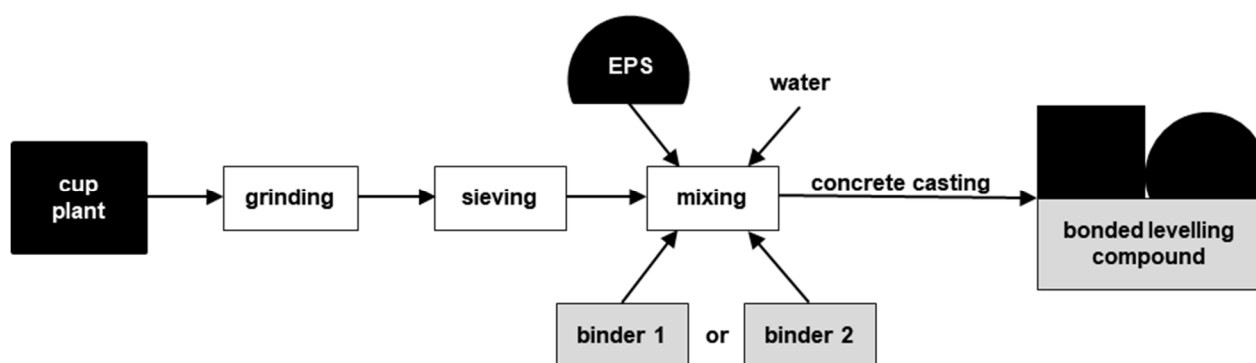 EPS
water
cup
plant
grinding
sieving
mixing
concrete casting
bonded levelling
compound
binder 1 or binder 2